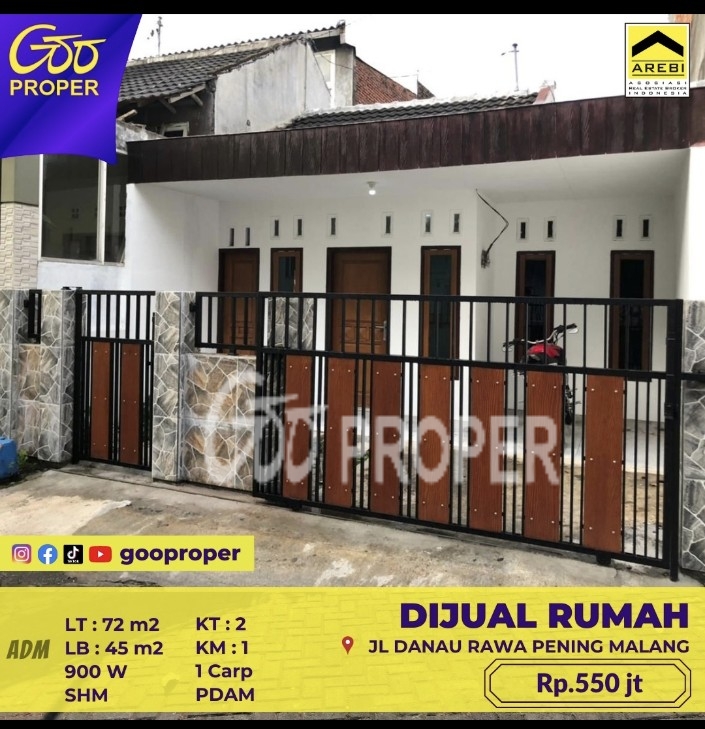 GOO
PROPER
AREBI
ASOSIASI
REAL ESTATE BROKER
INDONESIA
GOO PROPER
gooproper
ADM
LT : 72 m2
LB : 45 m2
900 W
SHM
KT : 2
KM : 1
1 Carp
PDAM
DIJUAL RUMAH
JL DANAU RAWA PENING MALANG
Rp.550 jt